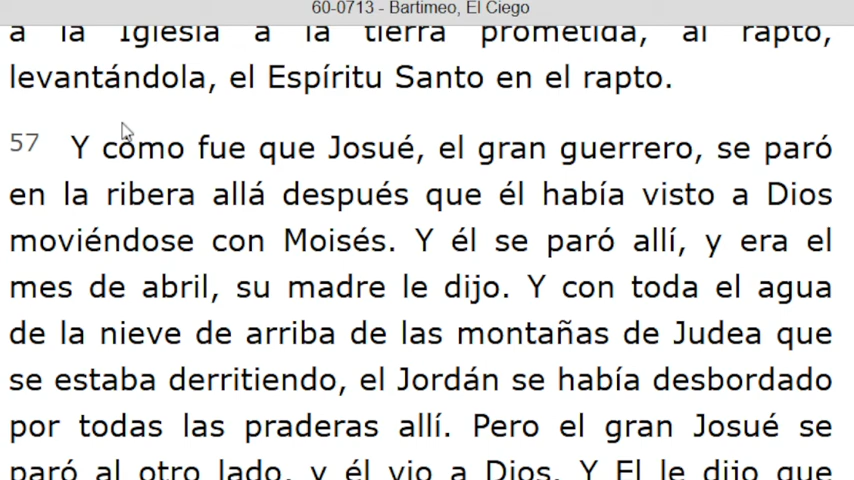 60-0713 - Bartimeo, El Ciego
a la Iglesia a la tierra prometida, al rapto,
levantándola, el Espíritu Santo en el rapto.
57 Y cómo fue que Josué, el gran guerrero, se paró
en la ribera allá después que él había visto a Dios
moviéndose con Moisés. Y él se paró allí, y era el
mes de abril, su madre le dijo. Y con toda el agua
de la nieve de arriba de las montañas de Judea que
se estaba derritiendo, el Jordán se había desbordado
por todas las praderas allí. Pero el gran Josué se
paró al otro lado, y él vio a Dios. Y El le dijo que